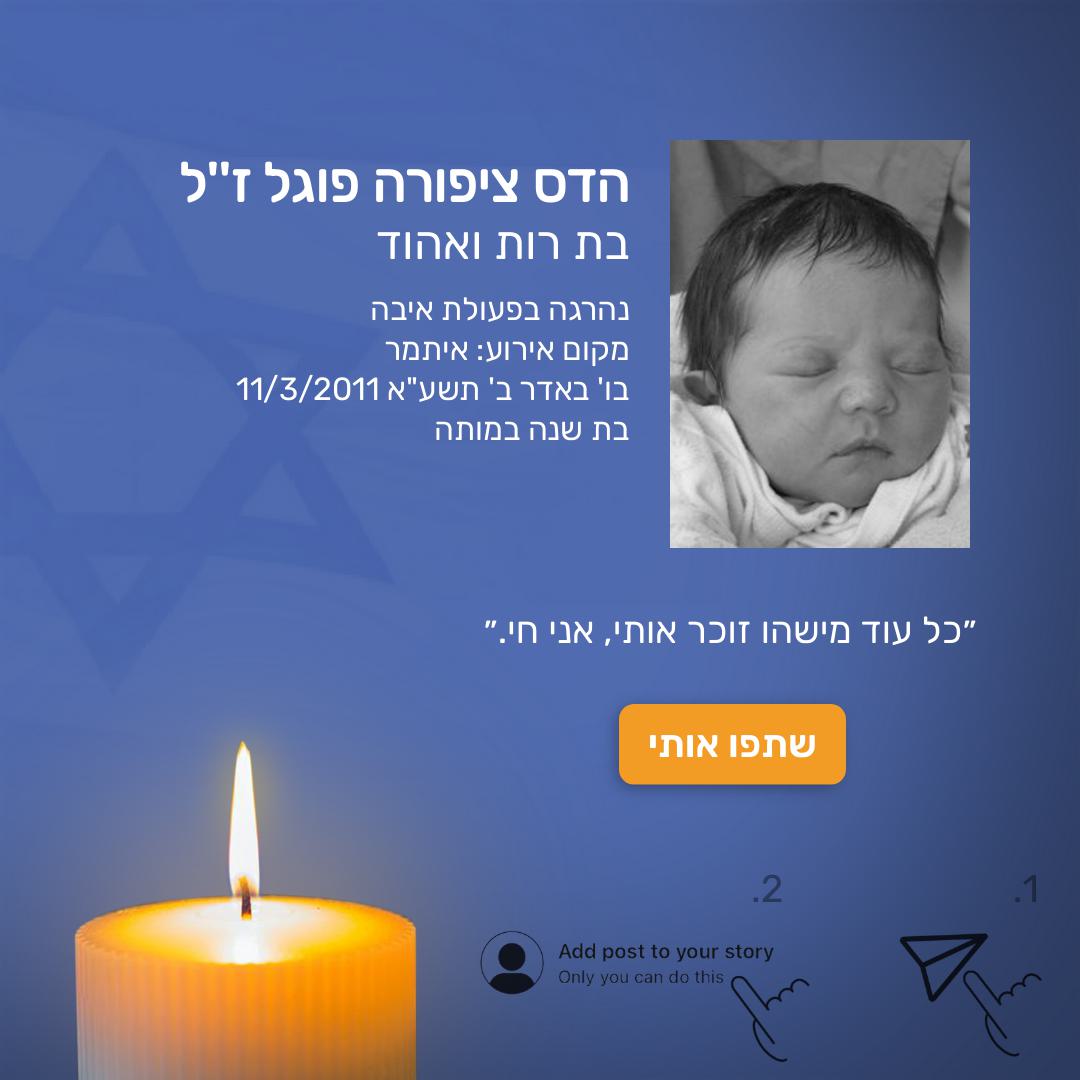 הדס ציפורה פוגל ז"ל
בת רות ואהוד
נהרגה בפעולת איבה
מקום אירוע: איתמר
בו' באדר ב' תשע"א 11/3/2011
בת שנה במותה
״כל עוד מישהו זוכר אותי, אני חי.״
שתפו אותי
1.
2.
Add post to your story
Only you can do this